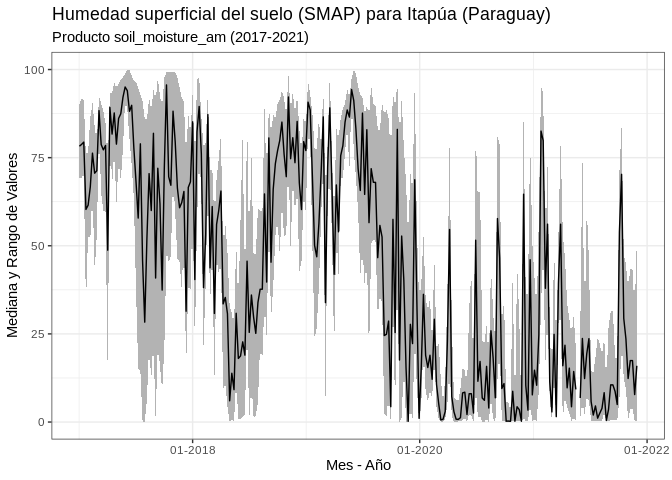 Humedad superficial del suelo (SMAP) para Itapúa (Paraguay)
Producto soil_moisture_am (2017-2021)
100
75
50
25
0
Mediana y Rango de Valores
01-2018
01-2020
01-2022
Mes - Año